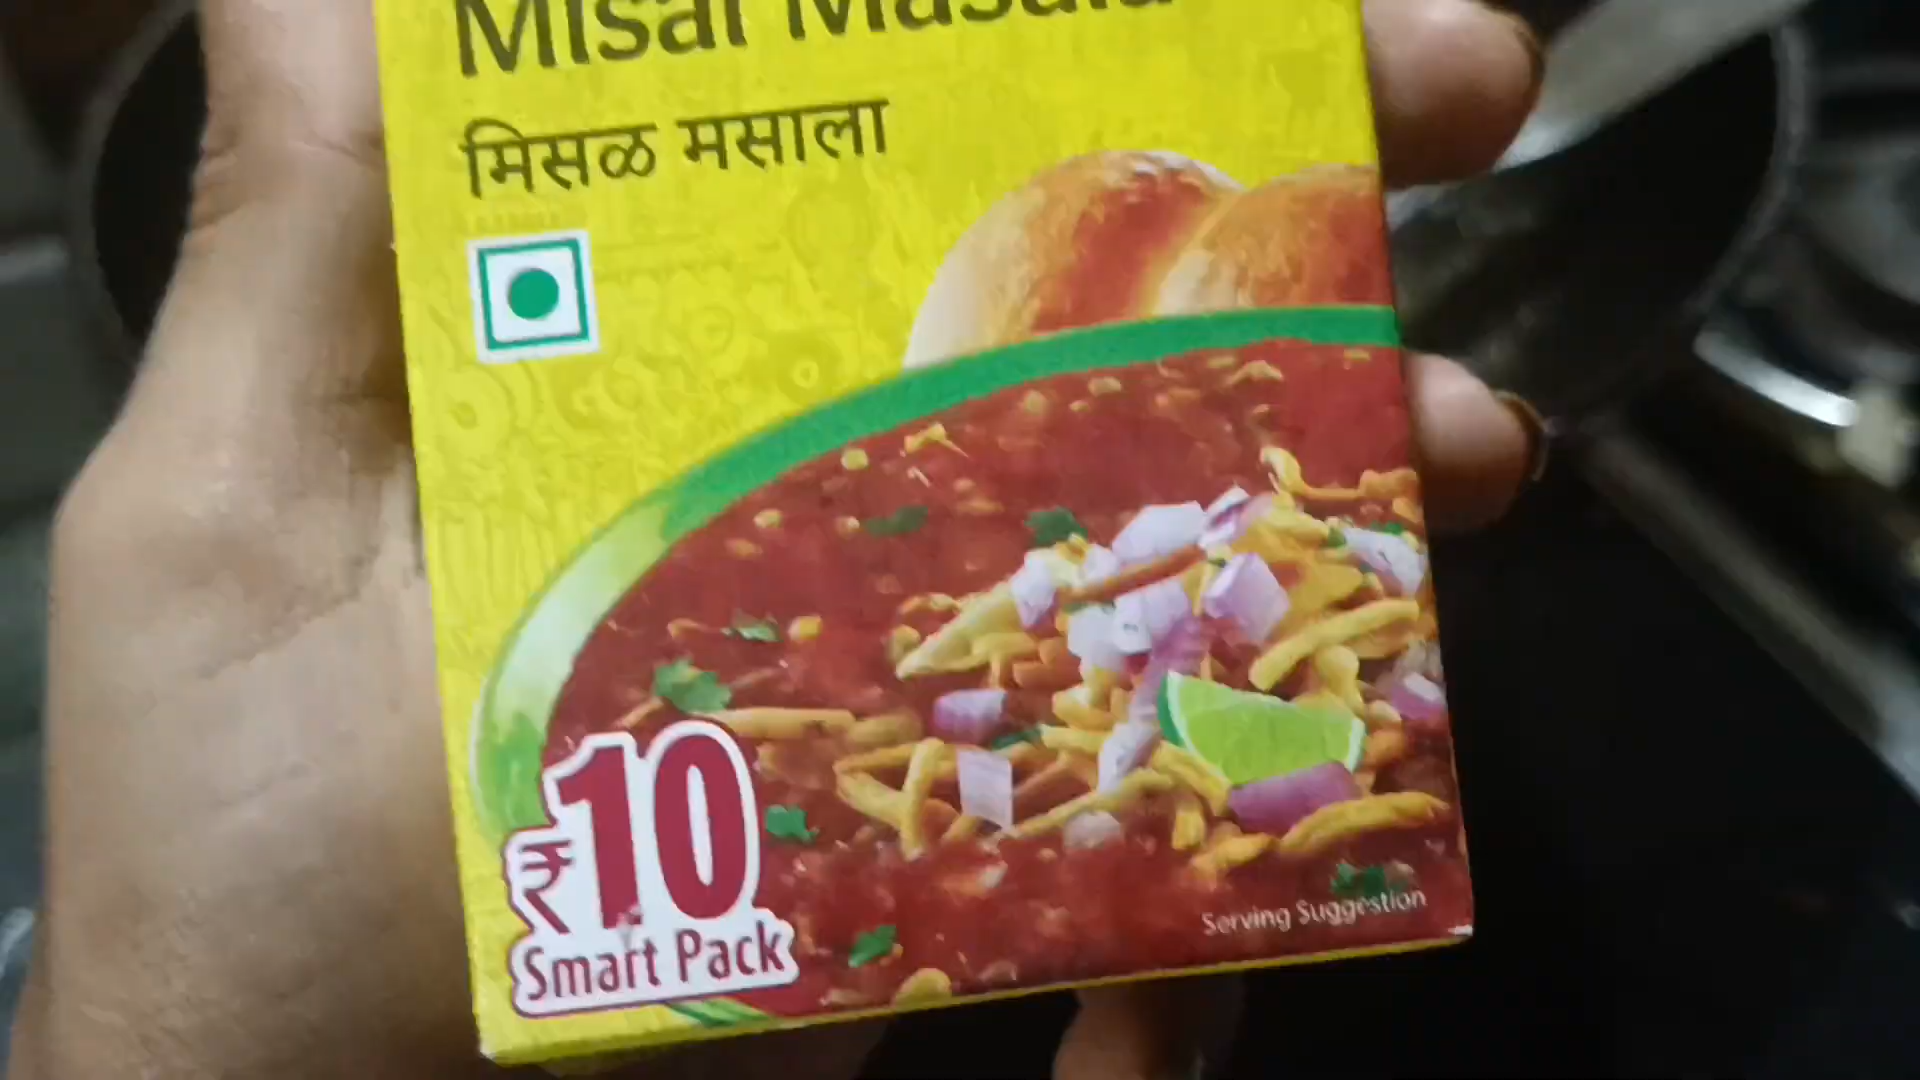 Misal Masala
मिसळ मसाला
₹10
Smart Pack
Serving Suggestion